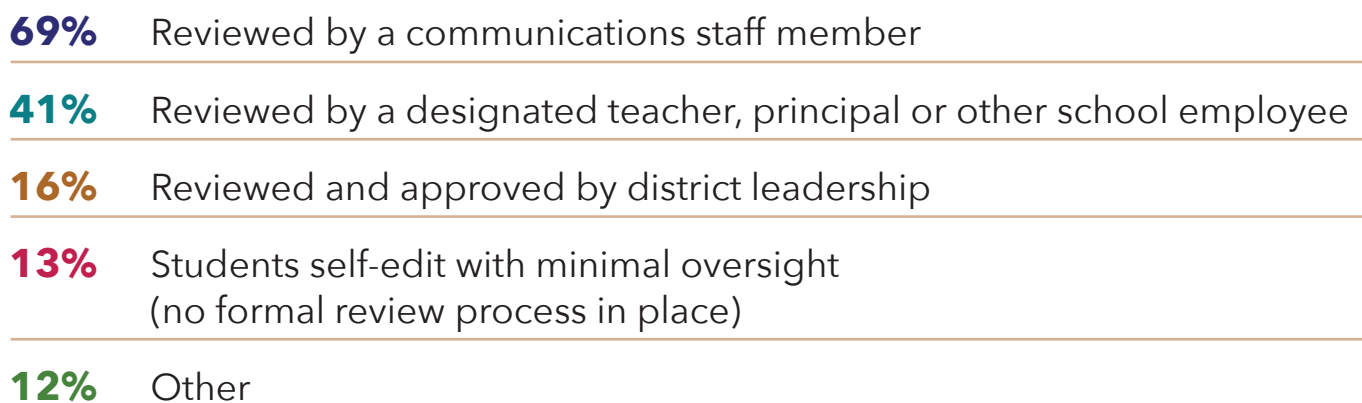 69% Reviewed by a communications staff member
41% Reviewed by a designated teacher, principal or other school employee
16% Reviewed and approved by district leadership
13% Students self-edit with minimal oversight
(no formal review process in place)
12% Other